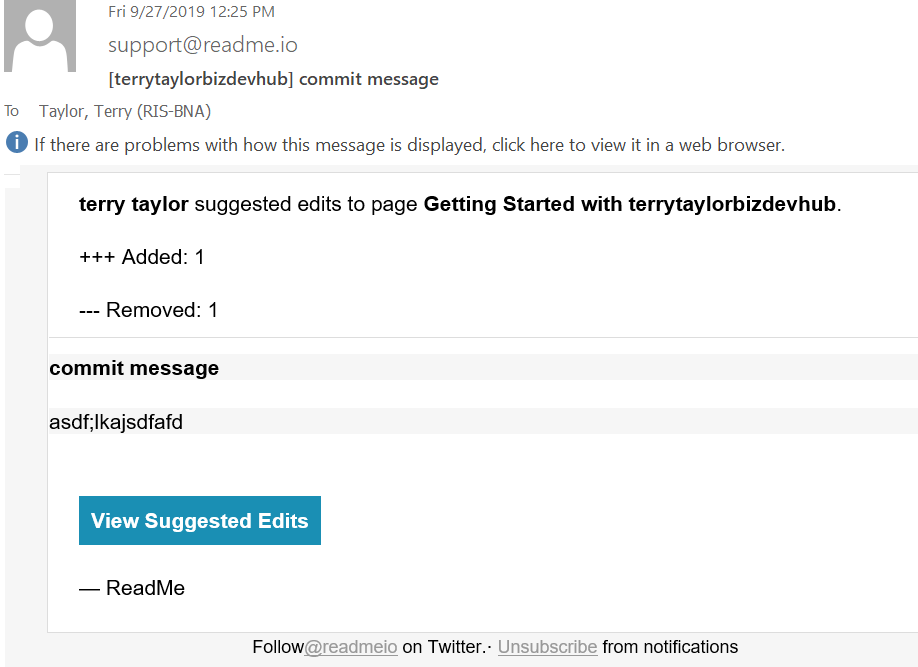 Fri 9/27/2019 12:25 PM
support@readme.io
[terrytaylorbizdevhub] commit message
To Taylor, Terry (RIS-BNA)
If there are problems with how this message is displayed, click here to view it in a web browser.
terry taylor suggested edits to page Getting Started with terrytaylorbizdevhub.
+++ Added: 1
--- Removed: 1
commit message
asdf;lkajsdfafd
View Suggested Edits
— ReadMe
Follow@readmeio on Twitter.· Unsubscribe from notifications